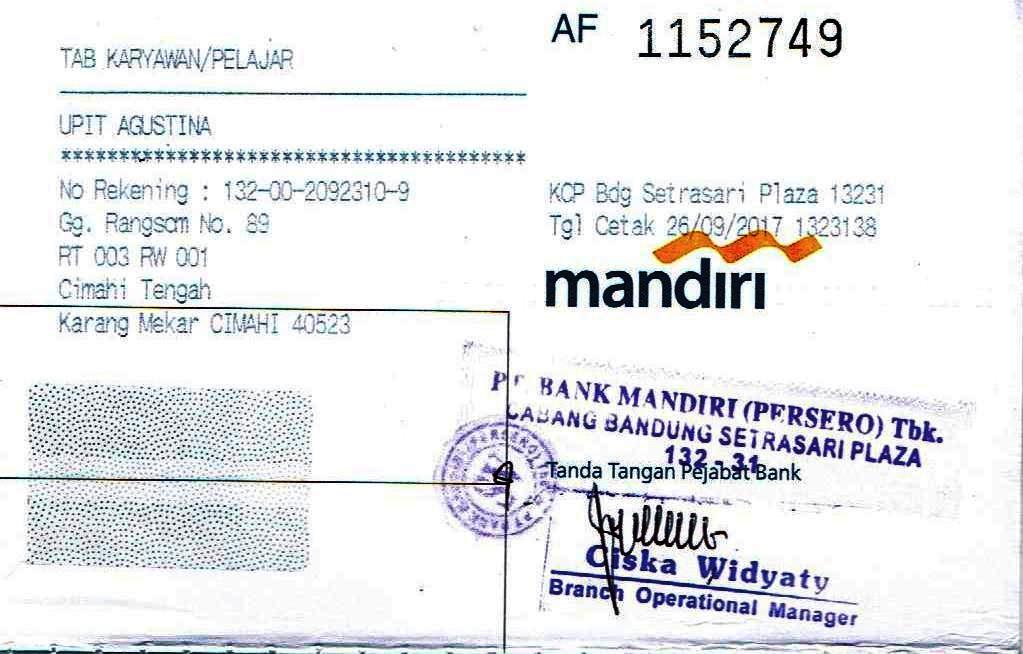 AF 1152749
TAB KARYAWAN/PELAJAR
UPIT AGUSTINA
****************************************
No Rekening : 132-00-2092310-9
Gg. Rangsom No. 89
RT 003 RW 001
Cimahi Tengah
Karang Mekar CIMAHI 40523
KCP Bdg Setrasari Plaza 13231
Tgl Cetak 26/09/2017 1323138
mandiri
PT. BANK MANDIRI (PERSERO) Tbk.
CABANG BANDUNG SETRASARI PLAZA
132 - 31
Tanda Tangan Pejabat Bank
Ciska Widyaty
Branch Operational Manager